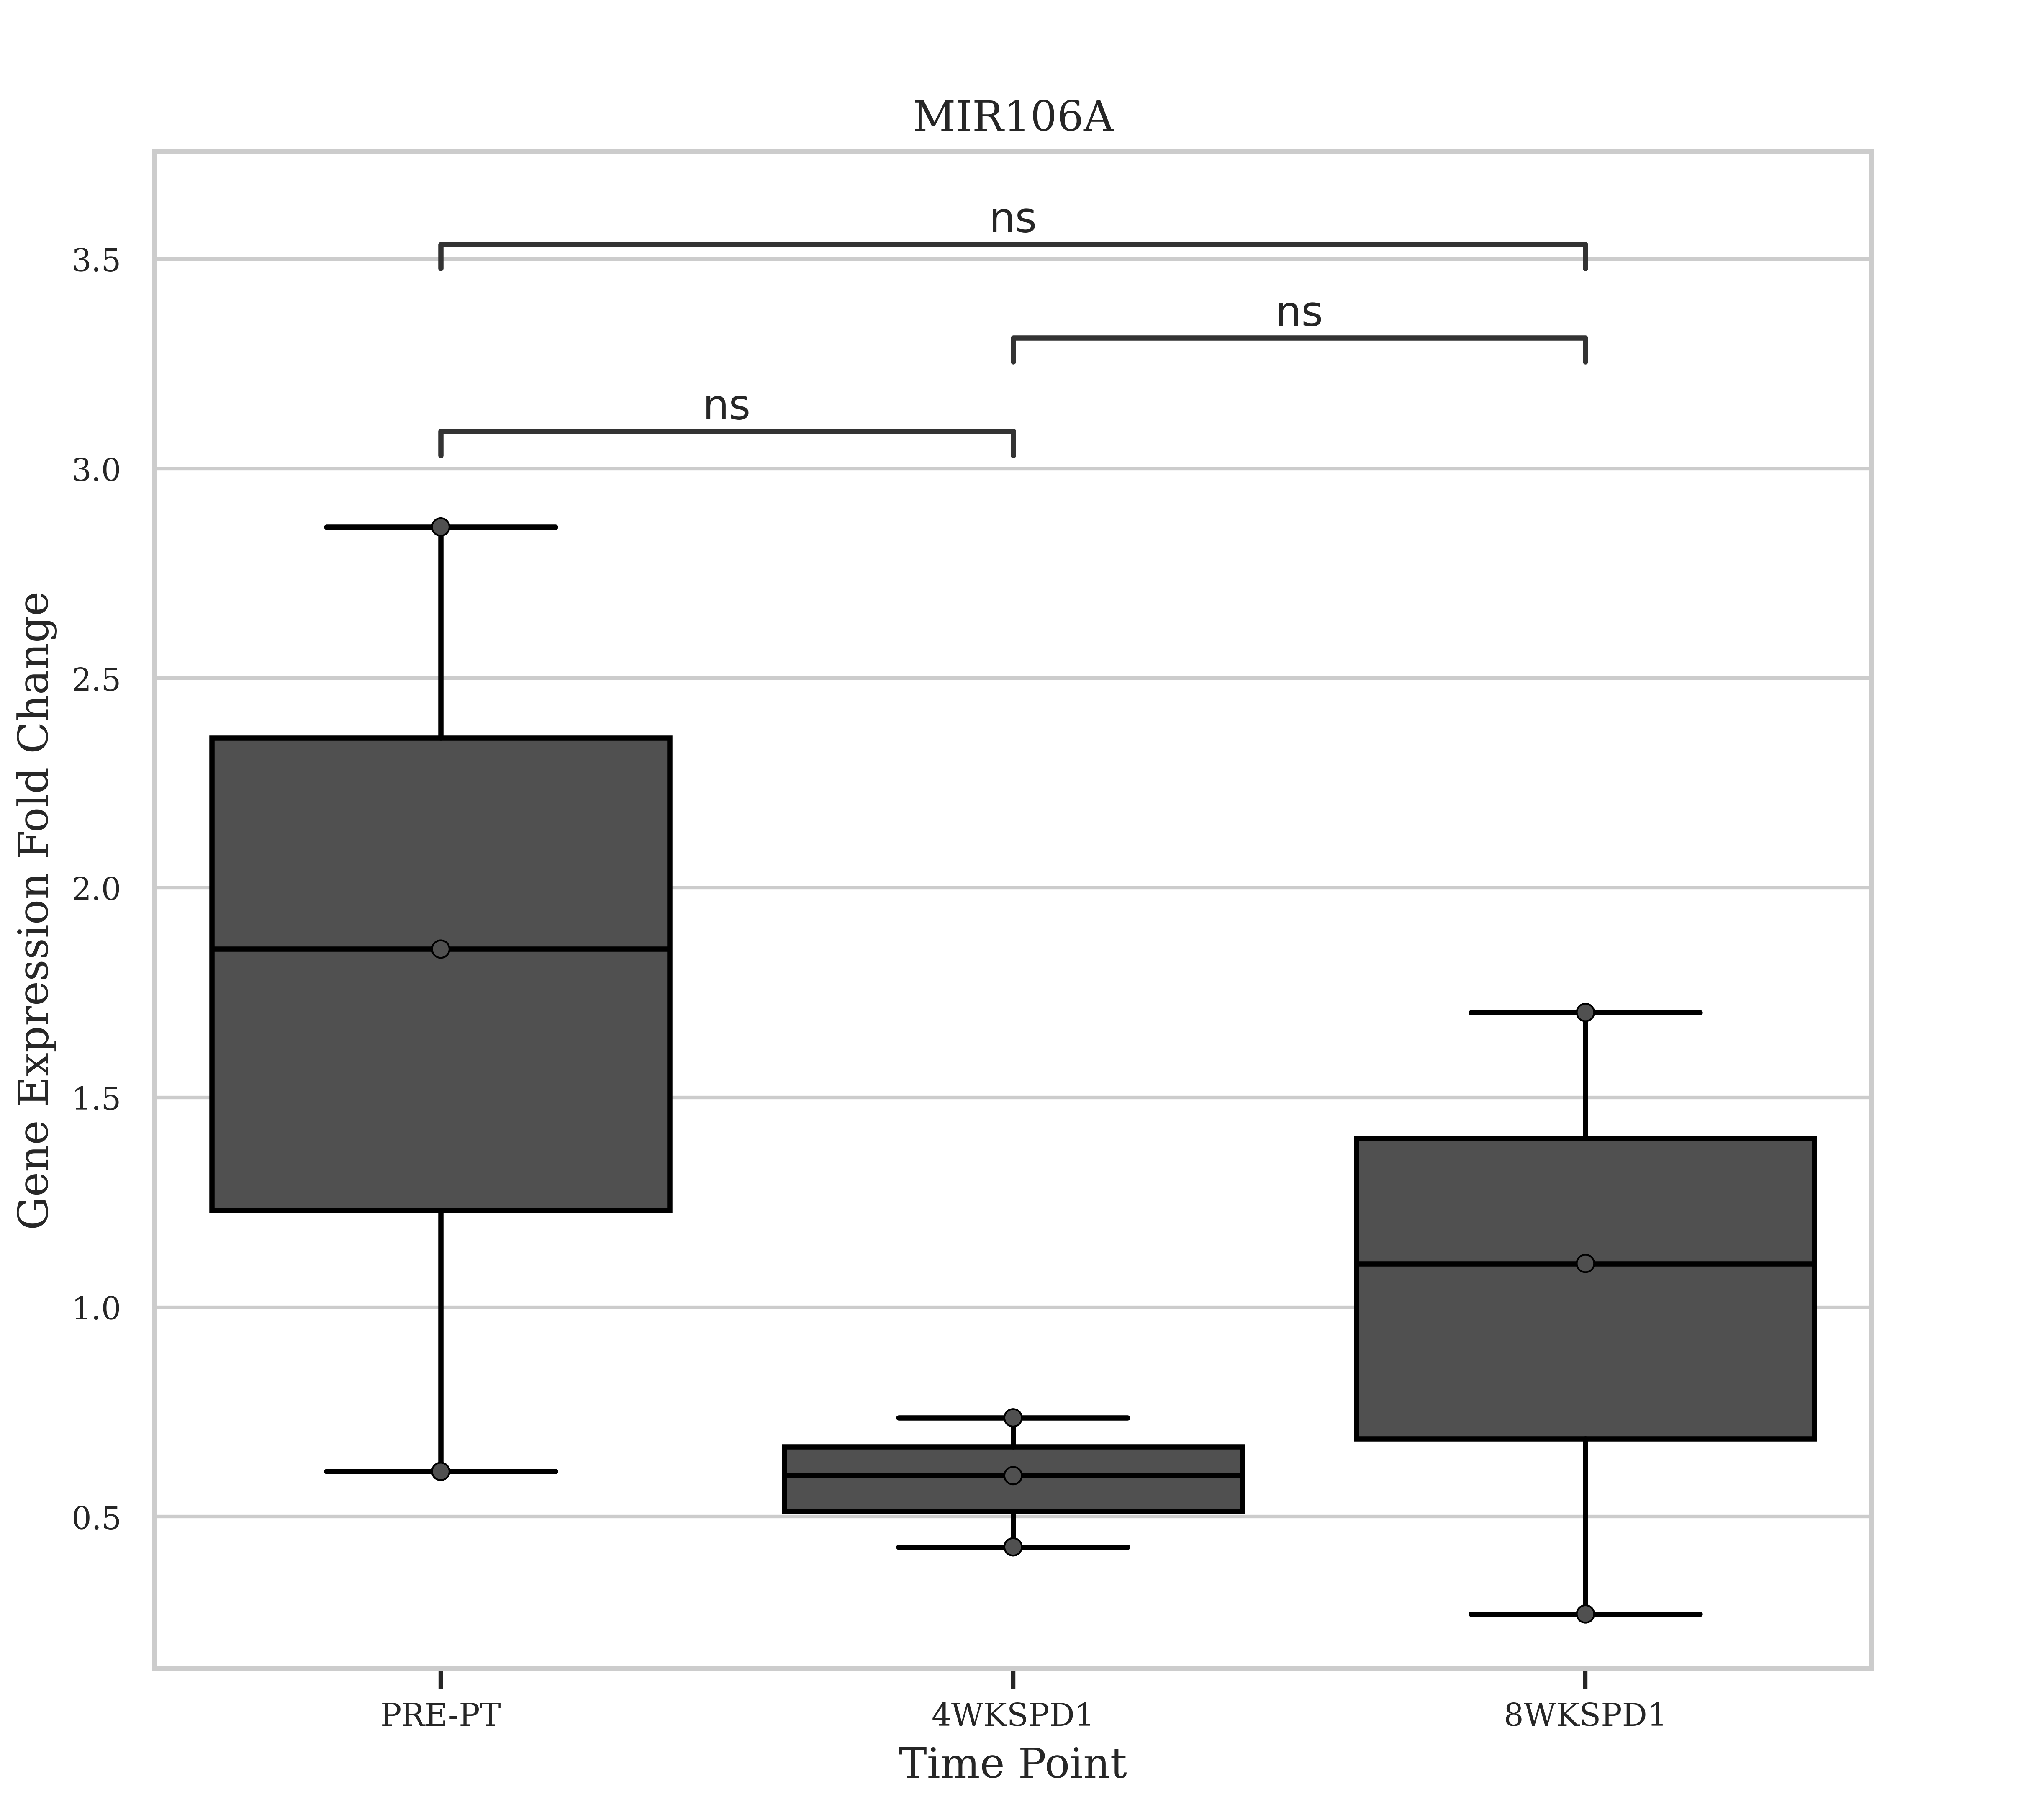 MIR106A
ns
ns
ns
3.5
3.0
2.5
2.0
1.5
1.0
0.5
Gene Expression Fold Change
PRE-PT
4WKSPD1
8WKSPD1
Time Point